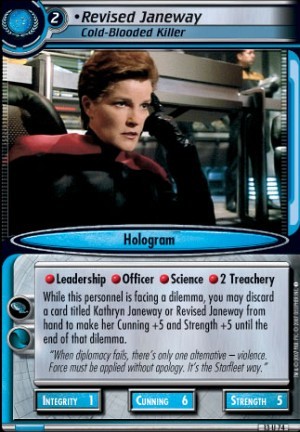 2
•Revised Janeway
Cold-Blooded Killer
Hologram
Leadership Officer Science 2 Treachery
While this personnel is facing a dilemma, you may discard
a card titled Kathryn Janeway or Revised Janeway from
hand to make her Cunning +5 and Strength +5 until the
end of that dilemma.
"When diplomacy fails, there's only one alternative – violence.
Force must be applied without apology. It's the Starfleet way."
INTEGRITY 1 CUNNING 6 STRENGTH 5